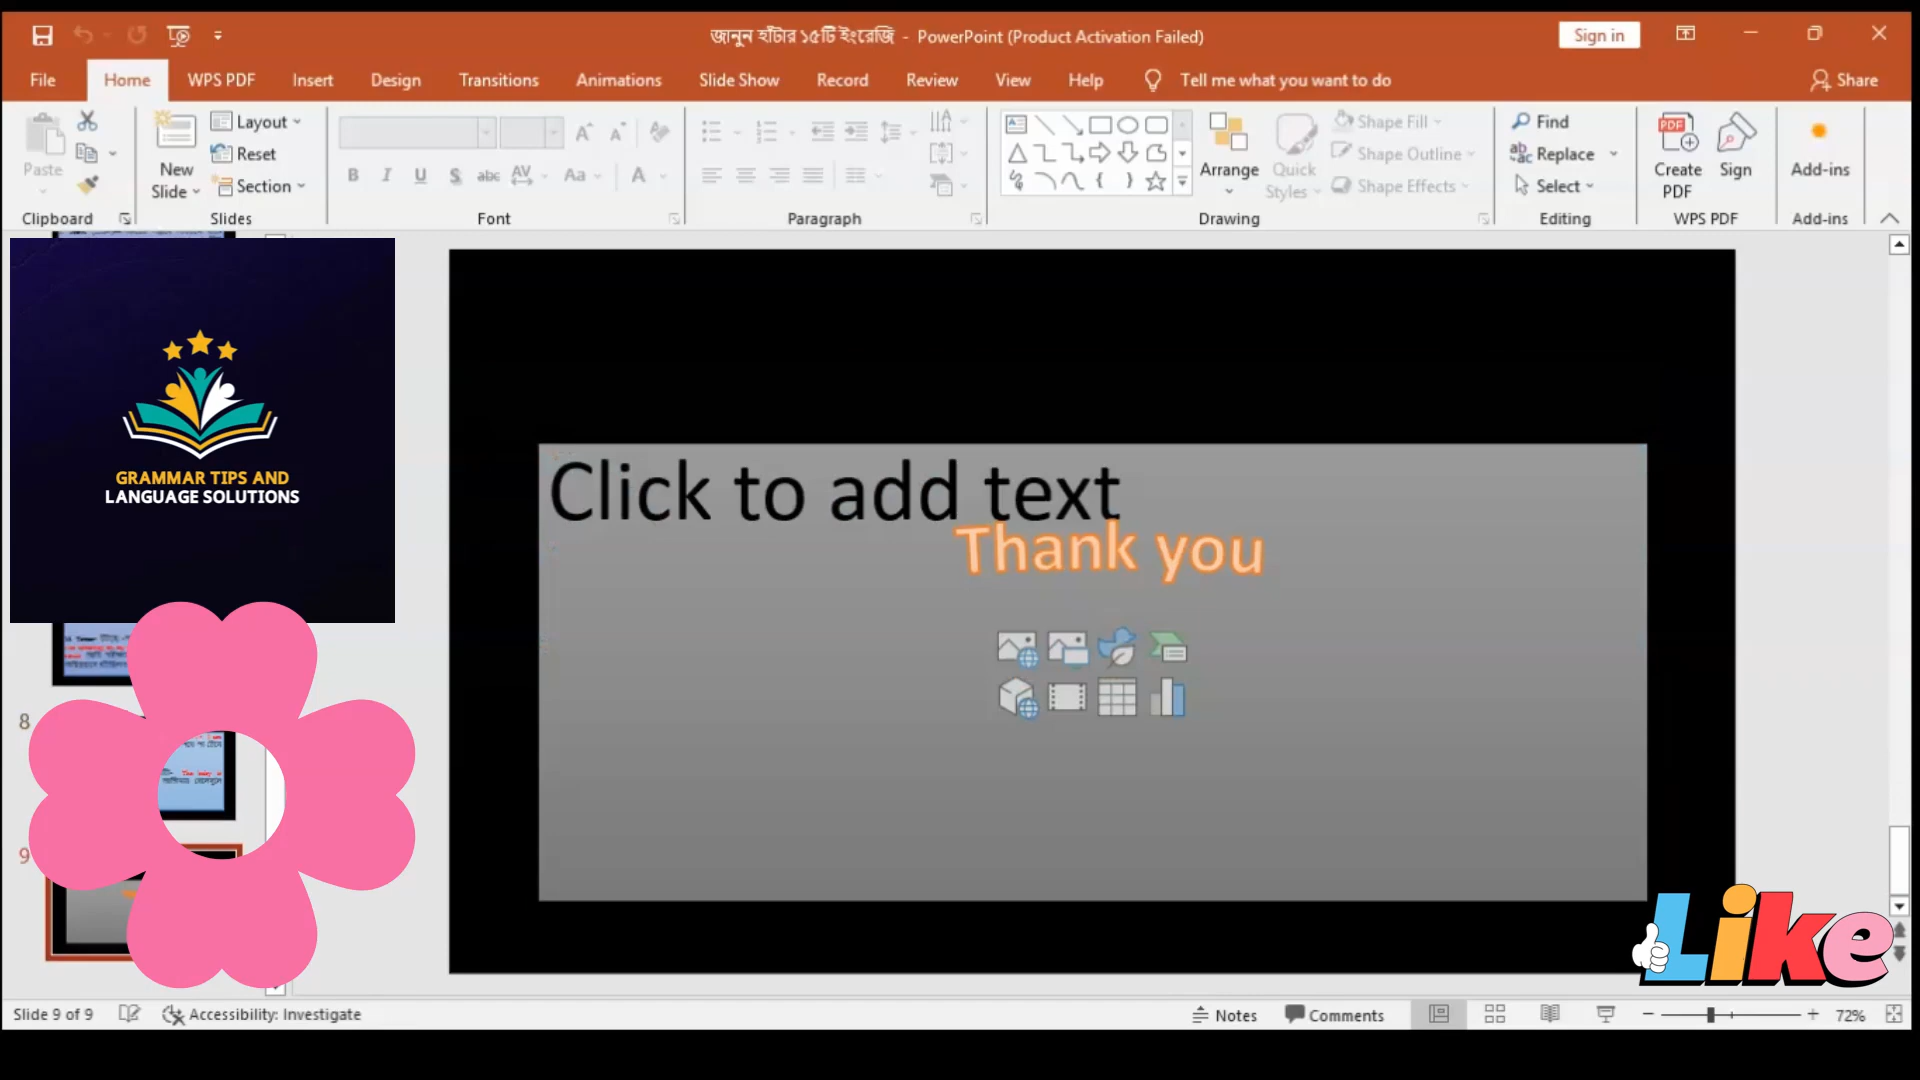 জানুন হাঁটার ১৫টি ইংরেজি - PowerPoint (Product Activation Failed)
Sign in
File Home WPS PDF Insert Design Transitions Animations Slide Show Record Review View Help Tell me what you want to do Share
Paste
New Slide
Layout
Reset
Section
B I U S abc AV Aa A
Arrange
Quick Styles
Shape Fill
Shape Outline
Shape Effects
Find
Replace
Select
Create PDF
Sign
Add-ins
Clipboard Slides Font Paragraph Drawing Editing WPS PDF Add-ins
GRAMMAR TIPS AND
LANGUAGE SOLUTIONS
8
9
Click to add text
Thank you
Like
Slide 9 of 9 Accessibility: Investigate Notes Comments 72%